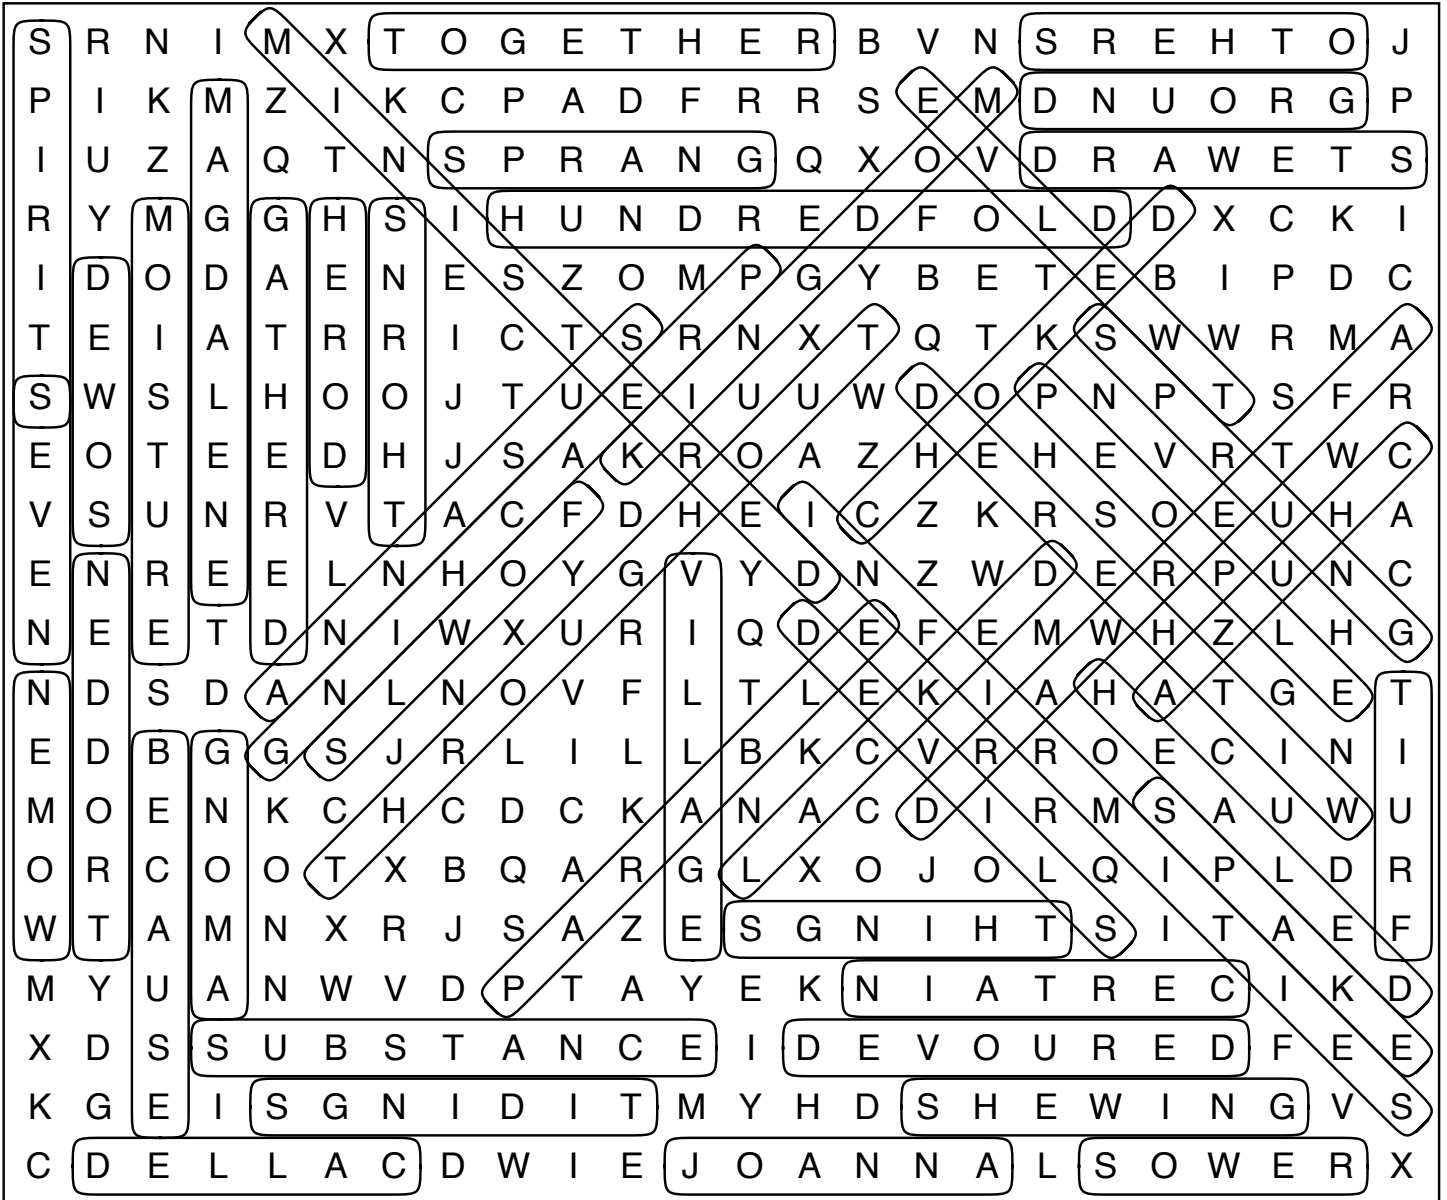 S R N I M X T O G E T H E R B V N S R E H T O J
P I K M Z I K C P A D F R R S E M D N U O R G P
I U Z A Q T N S P R A N G Q X O V D R A W E T S
R Y M G G H S I H U N D R E D F O L D D X C K I
I D O D A E N E S Z O M P G Y B E T E B I P D C
T E I A T R R I C T S R N X T Q T K S W W R M A
S W S L H O O J T U E I U U W D O P N P T S F R
E O T E E D H J S A K R O A Z H E H E V R T W C
V S U N R V T A C F D H E I C Z K R S O E U H A
E N R E E L N H O Y G V Y D N Z W D E R P U N C
N E E T D N I W X U R I Q D E F E M W H Z L H G
N D S D A N L N O V F L T L E K I A H A T G E T
E D B G G S J R L I L L B K C V R R O E C I N I
M O E N K C H C D C K A N A C D I R M S A U W U
O R C O O T X B Q A R G L X O J O L Q I P L D R
W T A M N X R J S A Z E S G N I H T S I T A E F
M Y U A N W V D P T A Y E K N I A T R E C I K D
X D S S U B S T A N C E I D E V O U R E D F E E
K G E I S G N I D I T M Y H D S H E W I N G V S
C D E L L A C D W I E J O A N N A L S O W E R X